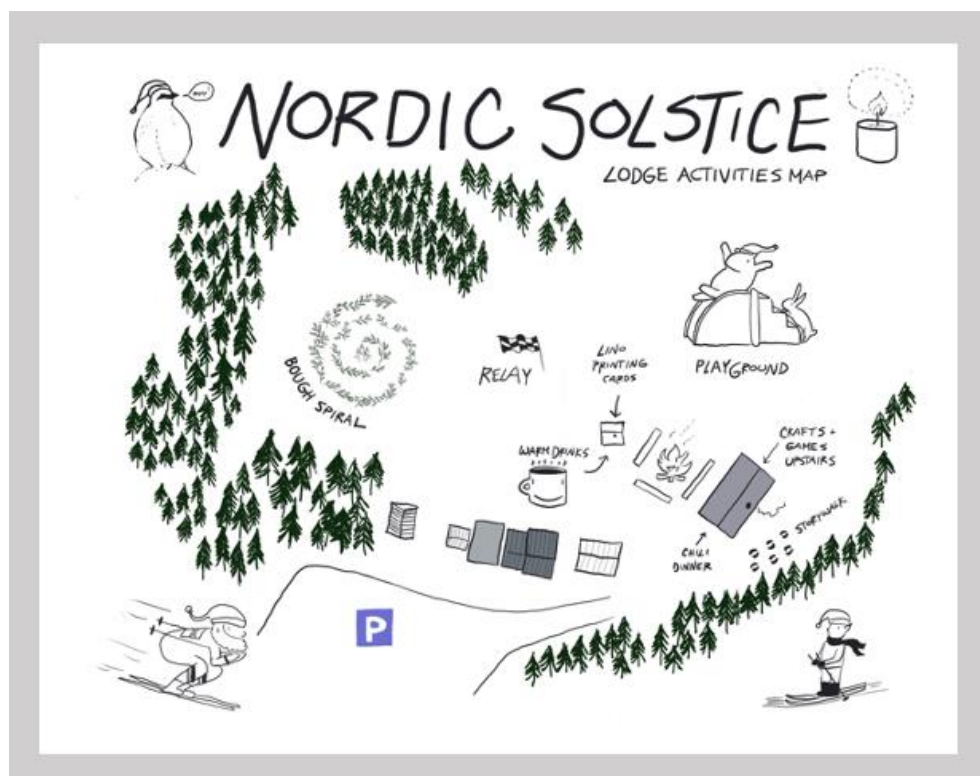 NORDIC SOLSTICE
LODGE ACTIVITIES MAP
BOUGH SPIRAL
RELAY
LINO
PRINTING
CARDS
PLAYGROUND
WARM DRINKS
CRAFTS +
GAMES
UPSTAIRS
STORYWALK
CHILI
DINNER
P